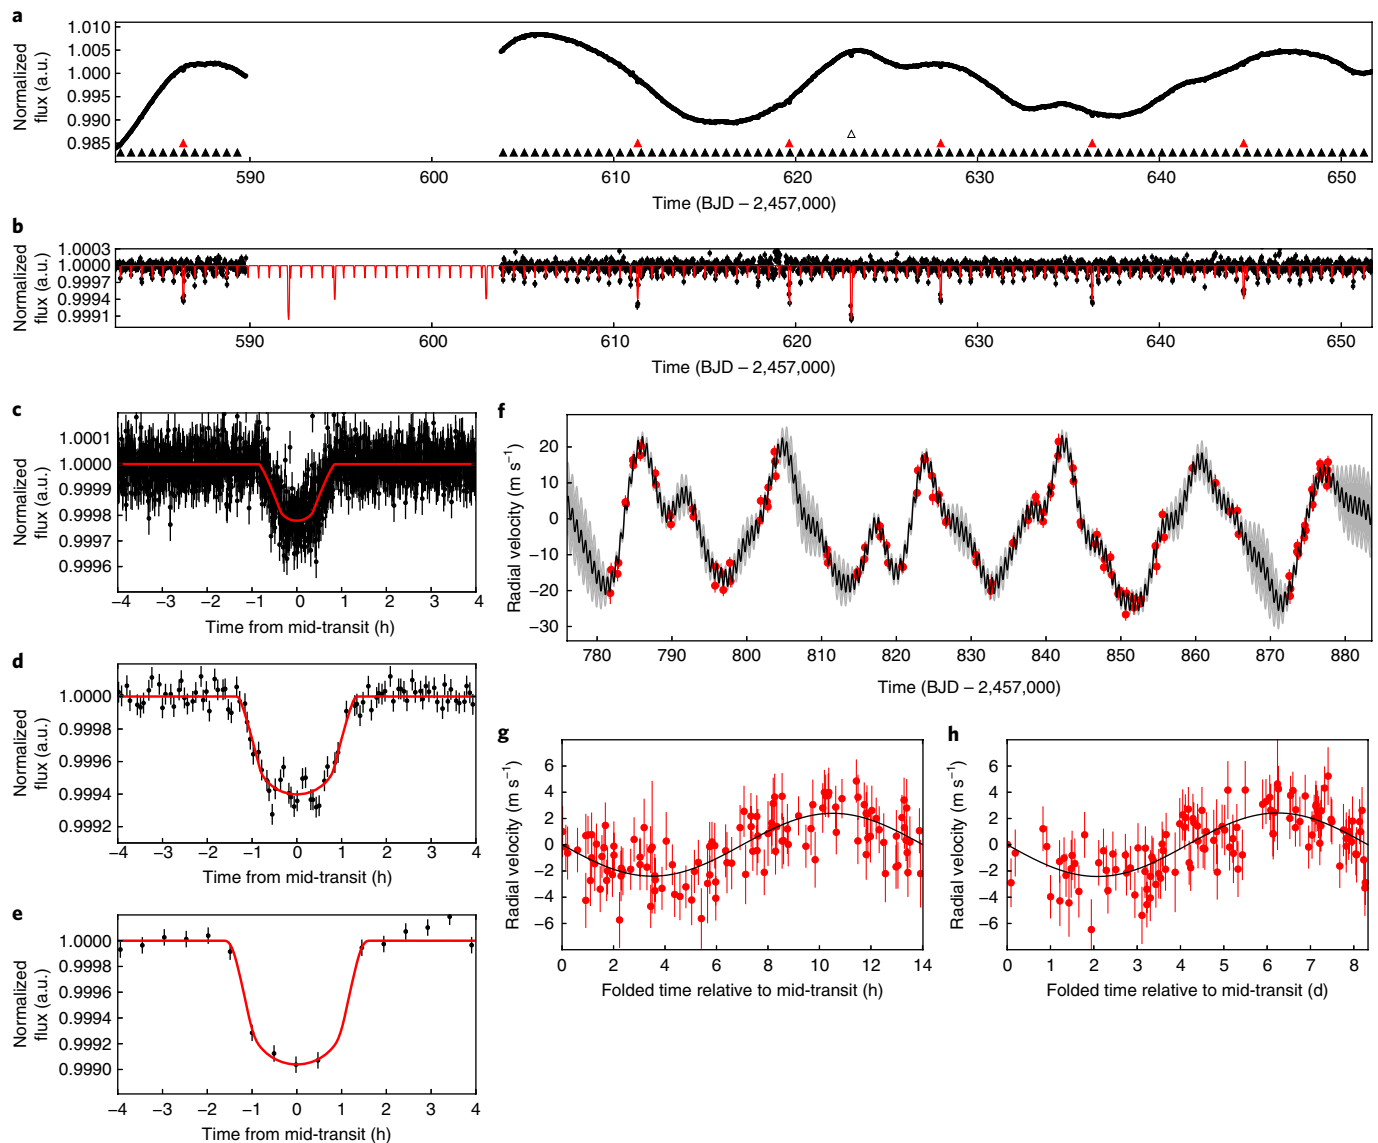 a
Normalized
flux (a.u.)
1.010
1.005
1.000
0.995
0.990
0.985
590 600 610 620 630 640 650
Time (BJD – 2,457,000)
b
Normalized
flux (a.u.)
1.0003
1.0000
0.9997
0.9994
0.9991
590 600 610 620 630 640 650
Time (BJD – 2,457,000)
c
Normalized
flux (a.u.)
1.0001
1.0000
0.9999
0.9998
0.9997
0.9996
–4 –3 –2 –1 0 1 2 3 4
Time from mid-transit (h)
d
Normalized
flux (a.u.)
1.0000
0.9998
0.9996
0.9994
0.9992
–4 –3 –2 –1 0 1 2 3 4
Time from mid-transit (h)
e
Normalized
flux (a.u.)
1.0000
0.9998
0.9996
0.9994
0.9992
0.9990
–4 –3 –2 –1 0 1 2 3 4
Time from mid-transit (h)
f
Radial velocity (m s⁻¹)
20
10
0
–10
–20
–30
780 790 800 810 820 830 840 850 860 870 880
Time (BJD – 2,457,000)
g
Radial velocity (m s⁻¹)
6
4
2
0
–2
–4
–6
0 2 4 6 8 10 12 14
Folded time relative to mid-transit (h)
h
Radial velocity (m s⁻¹)
6
4
2
0
–2
–4
–6
0 1 2 3 4 5 6 7 8
Folded time relative to mid-transit (d)